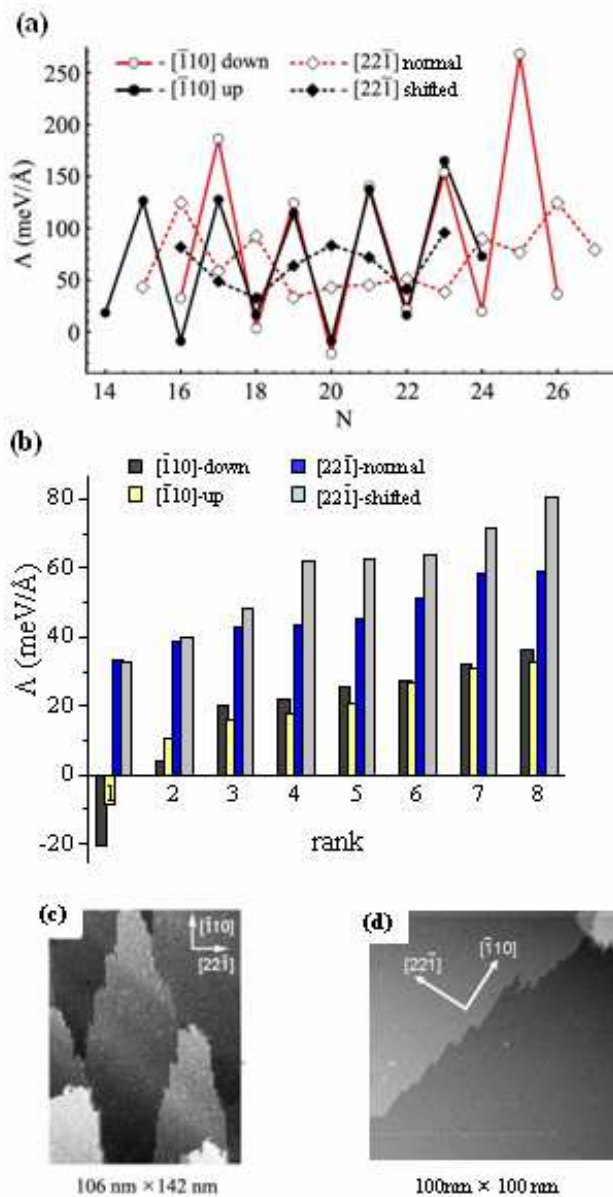 (a)
[1̄10] down
[221̄] normal
[1̄10] up
[221̄] shifted
250
200
150
100
50
0
Λ (meV/Å)
14 16 18 20 22 24 26
N
(b)
[1̄10]-down
[221̄]-normal
[1̄10]-up
[221̄]-shifted
80
60
40
20
0
-20
Λ (meV/Å)
1 2 3 4 5 6 7 8
rank
(c)
[1̄10]
[221̄]
106 nm × 142 nm
(d)
[221̄]
[1̄10]
100nm × 100 nm